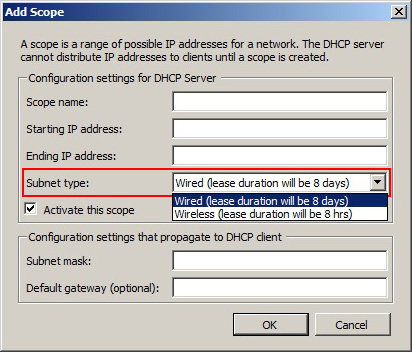 Add Scope
A scope is a range of possible IP addresses for a network. The DHCP server
cannot distribute IP addresses to clients until a scope is created.
Configuration settings for DHCP Server
Scope name:
Starting IP address:
Ending IP address:
Subnet type: Wired (lease duration will be 8 days)
Wired (lease duration will be 8 days)
Wireless (lease duration will be 8 hrs)
Activate this scope
Configuration settings that propagate to DHCP client
Subnet mask:
Default gateway (optional):
OK Cancel